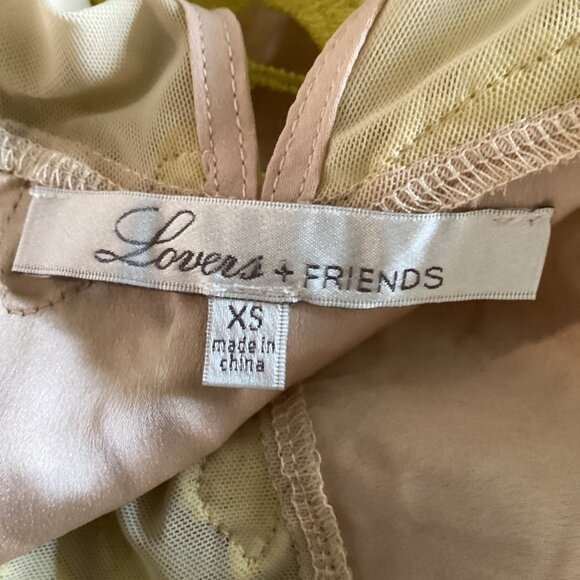 Lovers + FRIENDS
XS
made in
china